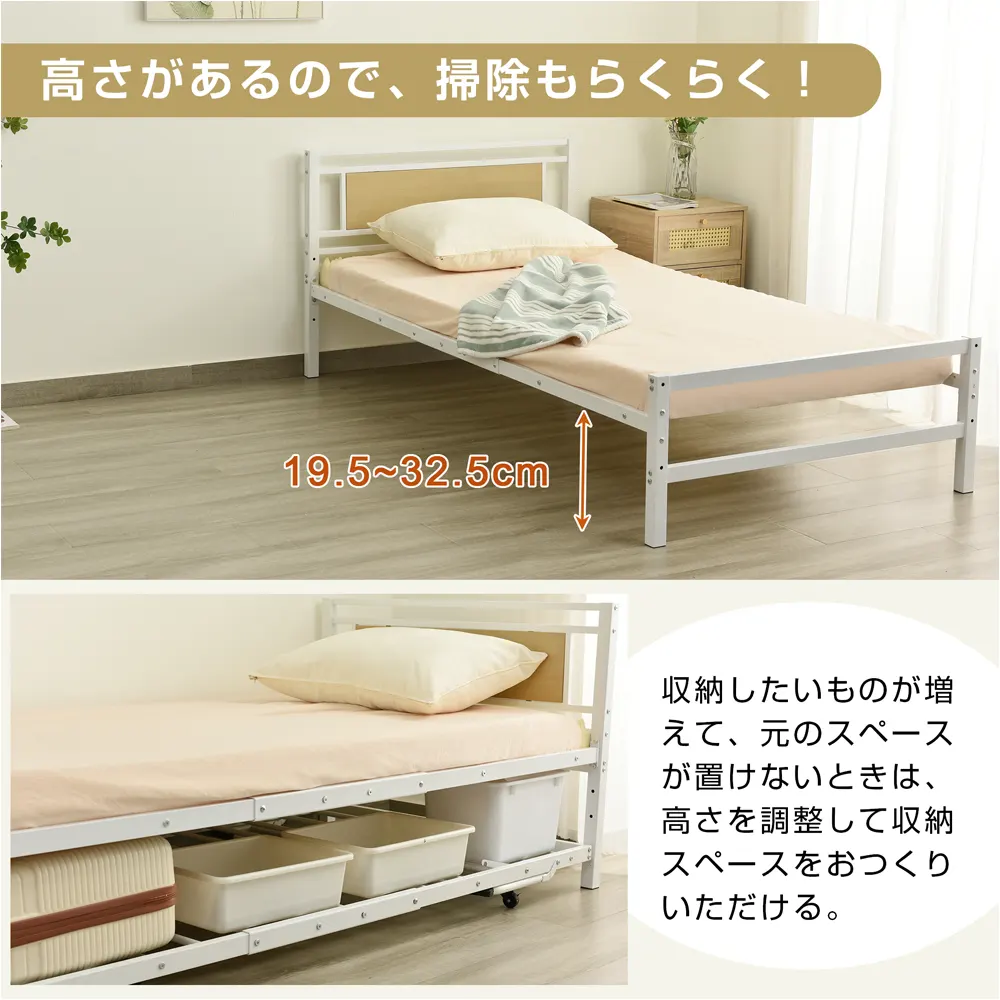 高さがあるので、掃除もらくらく！
19.5~32.5cm
収納したいものが増
えて、元のスペース
が置けないときは、
高さを調整して収納
スペースをおつくり
いただける。